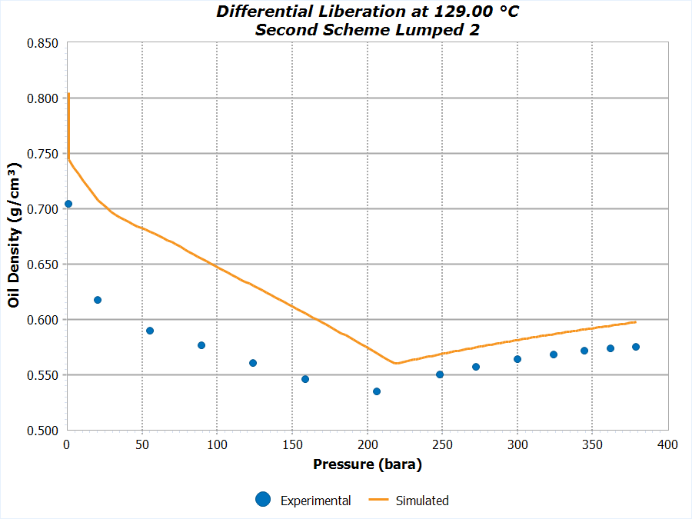 Differential Liberation at 129.00 °C
Second Scheme Lumped 2
Oil Density (g/cm³)
0.850
0.800
0.750
0.700
0.650
0.600
0.550
0.500
0 50 100 150 200 250 300 350 400
Pressure (bara)
Experimental Simulated